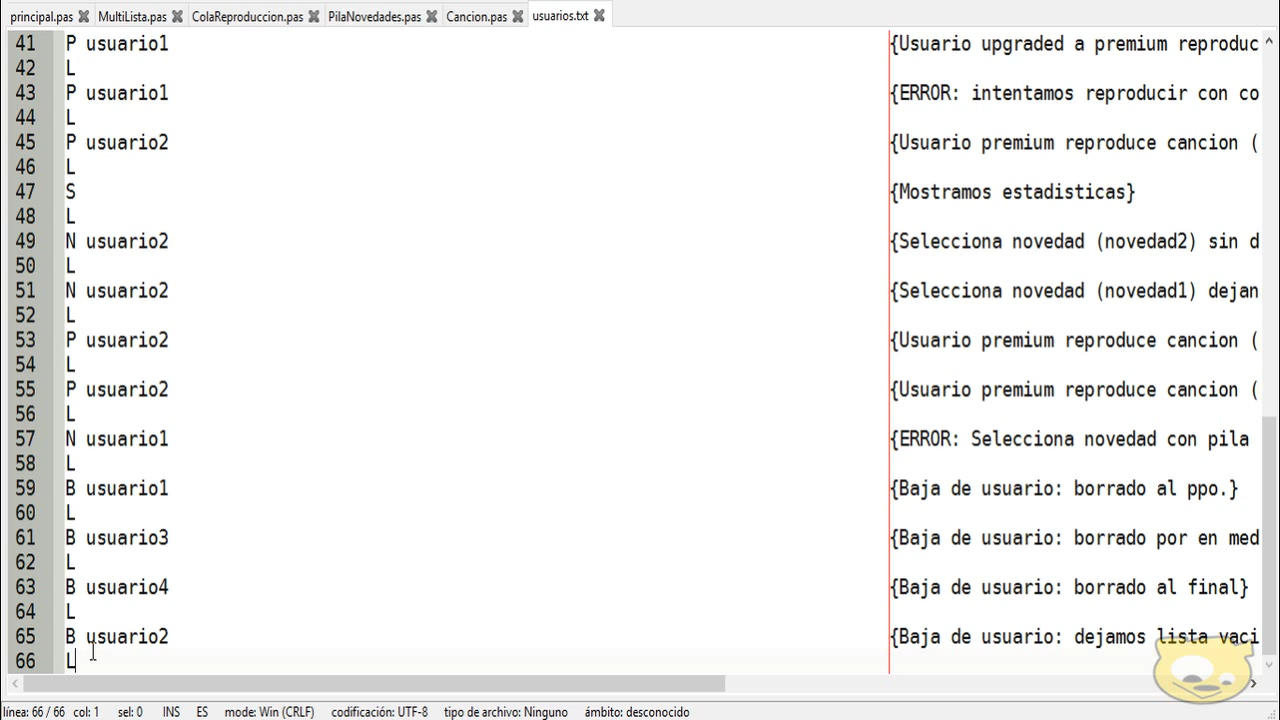 principal.pas MultiLista.pas ColaReproduccion.pas PilaNovedades.pas Cancion.pas usuarios.txt
41 P usuario1 {Usuario upgraded a premium reproduc
42 L
43 P usuario1 {ERROR: intentamos reproducir con co
44 L
45 P usuario2 {Usuario premium reproduce cancion (
46 L
47 S {Mostramos estadisticas}
48 L
49 N usuario2 {Selecciona novedad (novedad2) sin d
50 L
51 N usuario2 {Selecciona novedad (novedad1) dejan
52 L
53 P usuario2 {Usuario premium reproduce cancion (
54 L
55 P usuario2 {Usuario premium reproduce cancion (
56 L
57 N usuario1 {ERROR: Selecciona novedad con pila
58 L
59 B usuario1 {Baja de usuario: borrado al ppo.}
60 L
61 B usuario3 {Baja de usuario: borrado por en med
62 L
63 B usuario4 {Baja de usuario: borrado al final}
64 L
65 B usuario2 {Baja de usuario: dejamos lista vaci
66 L
línea: 66 / 66 col: 1 sel: 0 INS ES mode: Win (CRLF) codificación: UTF-8 tipo de archivo: Ninguno ámbito: desconocido